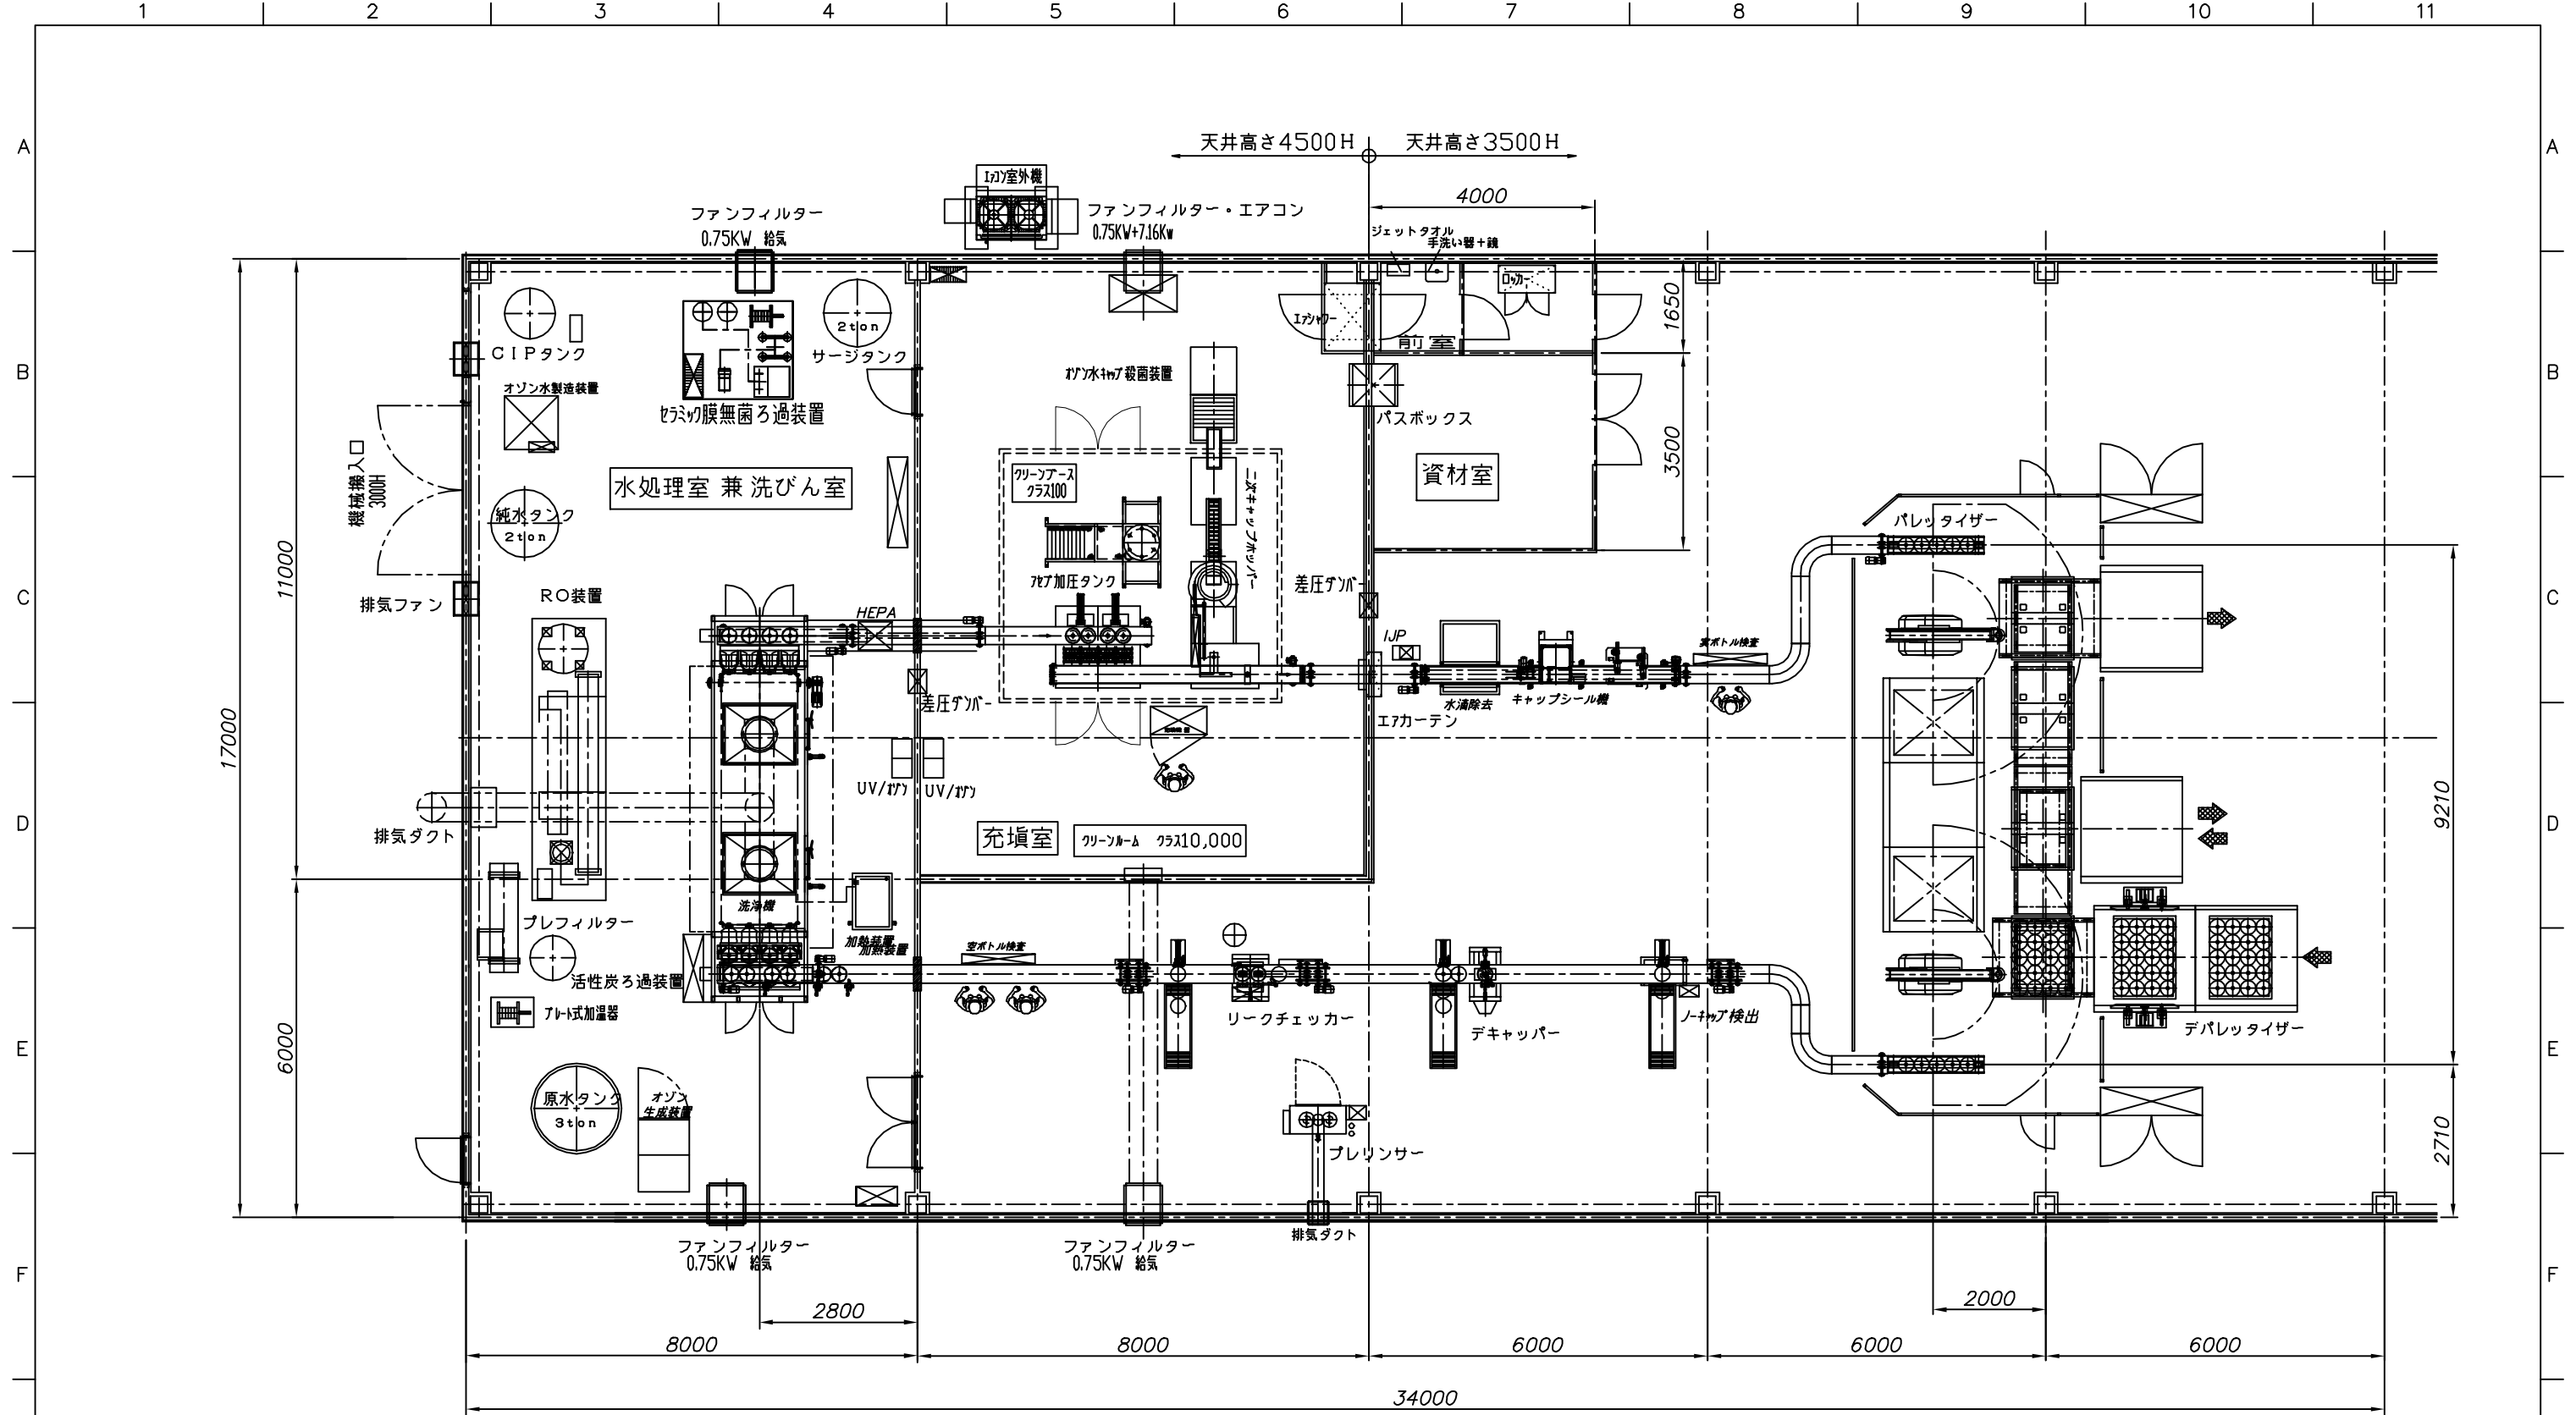 1 2 3 4 5 6 7 8 9 10 11
A
A
天井高さ4500H
天井高さ3500H
ｴｱｺﾝ室外機
ファンフィルター
0.75KW 給気
ファンフィルター・エアコン
0.75KW+7.16Kw
4000
ジェットタオル
手洗い器＋鏡
ﾛｯｶｰ
1650
CIPタンク
2ton
サージタンク
ｴｱｼｬﾜｰ
前室
B
B
オゾン水製造装置
ｾﾗﾐｯｸ膜無菌ろ過装置
ｵｿﾞﾝ水ｷｬｯﾌﾟ殺菌装置
パスボックス
3500
機械搬入口
3000H
水処理室 兼 洗びん室
ｸﾘｰﾝﾌﾞｰｽ
ｸﾗｽ100
二次キャップホッパー
資材室
純水タンク
2ton
パレッタイザー
11000
ｱｾﾌﾟ加圧タンク
差圧ﾀﾞﾝﾊﾟｰ
C
C
排気ファン
RO装置
HEPA
IJP
実ボトル検査
差圧ﾀﾞﾝﾊﾟｰ
水滴除去
キャップシール機
エアカーテン
17000
UV/ｵｿﾞﾝ
UV/ｵｿﾞﾝ
9210
D
D
排気ダクト
充填室
ｸﾘｰﾝﾙｰﾑ ｸﾗｽ10,000
洗浄機
プレフィルター
加熱装置
加熱装置
空ボトル検査
活性炭ろ過装置
ﾌﾟﾚｰﾄ式加温器
リークチェッカー
デキャッパー
ﾉｰｷｬｯﾌﾟ検出
デパレッタイザー
E
E
6000
原水タンク
3ton
オゾン
生成装置
プレリンサー
2710
排気ダクト
ファンフィルター
0.75KW 給気
ファンフィルター
0.75KW 給気
F
F
2800
2000
8000
8000
6000
6000
6000
34000